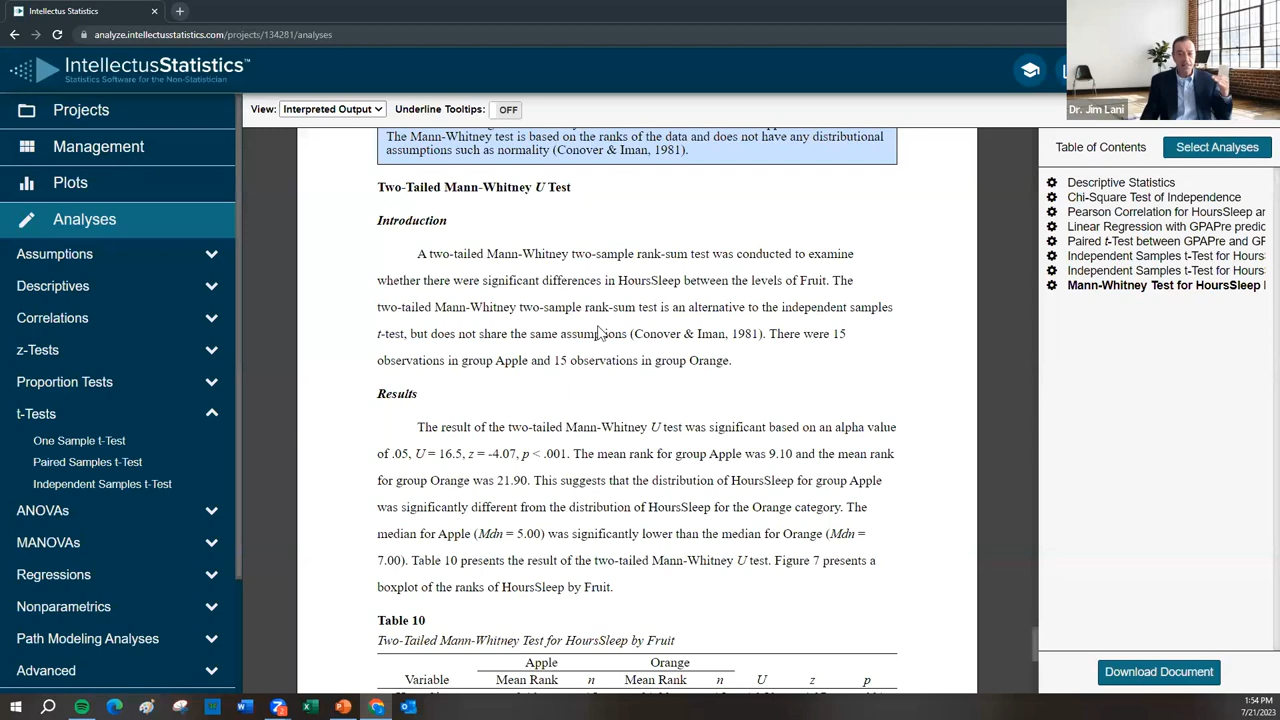 Intellectus Statistics
analyze.intellectusstatistics.com/projects/134281/analyses
IntellectusStatistics™
Statistics Software for the Non-Statistician
Dr. Jim Lani
Projects
Management
Plots
Analyses
Assumptions
Descriptives
Correlations
z-Tests
Proportion Tests
t-Tests
One Sample t-Test
Paired Samples t-Test
Independent Samples t-Test
ANOVAs
MANOVAs
Regressions
Nonparametrics
Path Modeling Analyses
Advanced
View: Interpreted Output Underline Tooltips: OFF
The Mann-Whitney test is based on the ranks of the data and does not have any distributional
assumptions such as normality (Conover & Iman, 1981).
Two-Tailed Mann-Whitney U Test
Introduction
A two-tailed Mann-Whitney two-sample rank-sum test was conducted to examine
whether there were significant differences in HoursSleep between the levels of Fruit. The
two-tailed Mann-Whitney two-sample rank-sum test is an alternative to the independent samples
t-test, but does not share the same assumptions (Conover & Iman, 1981). There were 15
observations in group Apple and 15 observations in group Orange.
Results
The result of the two-tailed Mann-Whitney U test was significant based on an alpha value
of .05, U = 16.5, z = -4.07, p < .001. The mean rank for group Apple was 9.10 and the mean rank
for group Orange was 21.90. This suggests that the distribution of HoursSleep for group Apple
was significantly different from the distribution of HoursSleep for the Orange category. The
median for Apple (Mdn = 5.00) was significantly lower than the median for Orange (Mdn =
7.00). Table 10 presents the result of the two-tailed Mann-Whitney U test. Figure 7 presents a
boxplot of the ranks of HoursSleep by Fruit.
Table 10
Two-Tailed Mann-Whitney Test for HoursSleep by Fruit
Apple Orange
Variable Mean Rank n Mean Rank n U z p
Table of Contents Select Analyses
Descriptive Statistics
Chi-Square Test of Independence
Pearson Correlation for HoursSleep an
Linear Regression with GPAPre predic
Paired t-Test between GPAPre and GF
Independent Samples t-Test for Hours
Independent Samples t-Test for Hours
Mann-Whitney Test for HoursSleep
Download Document
1:54 PM
7/21/2023